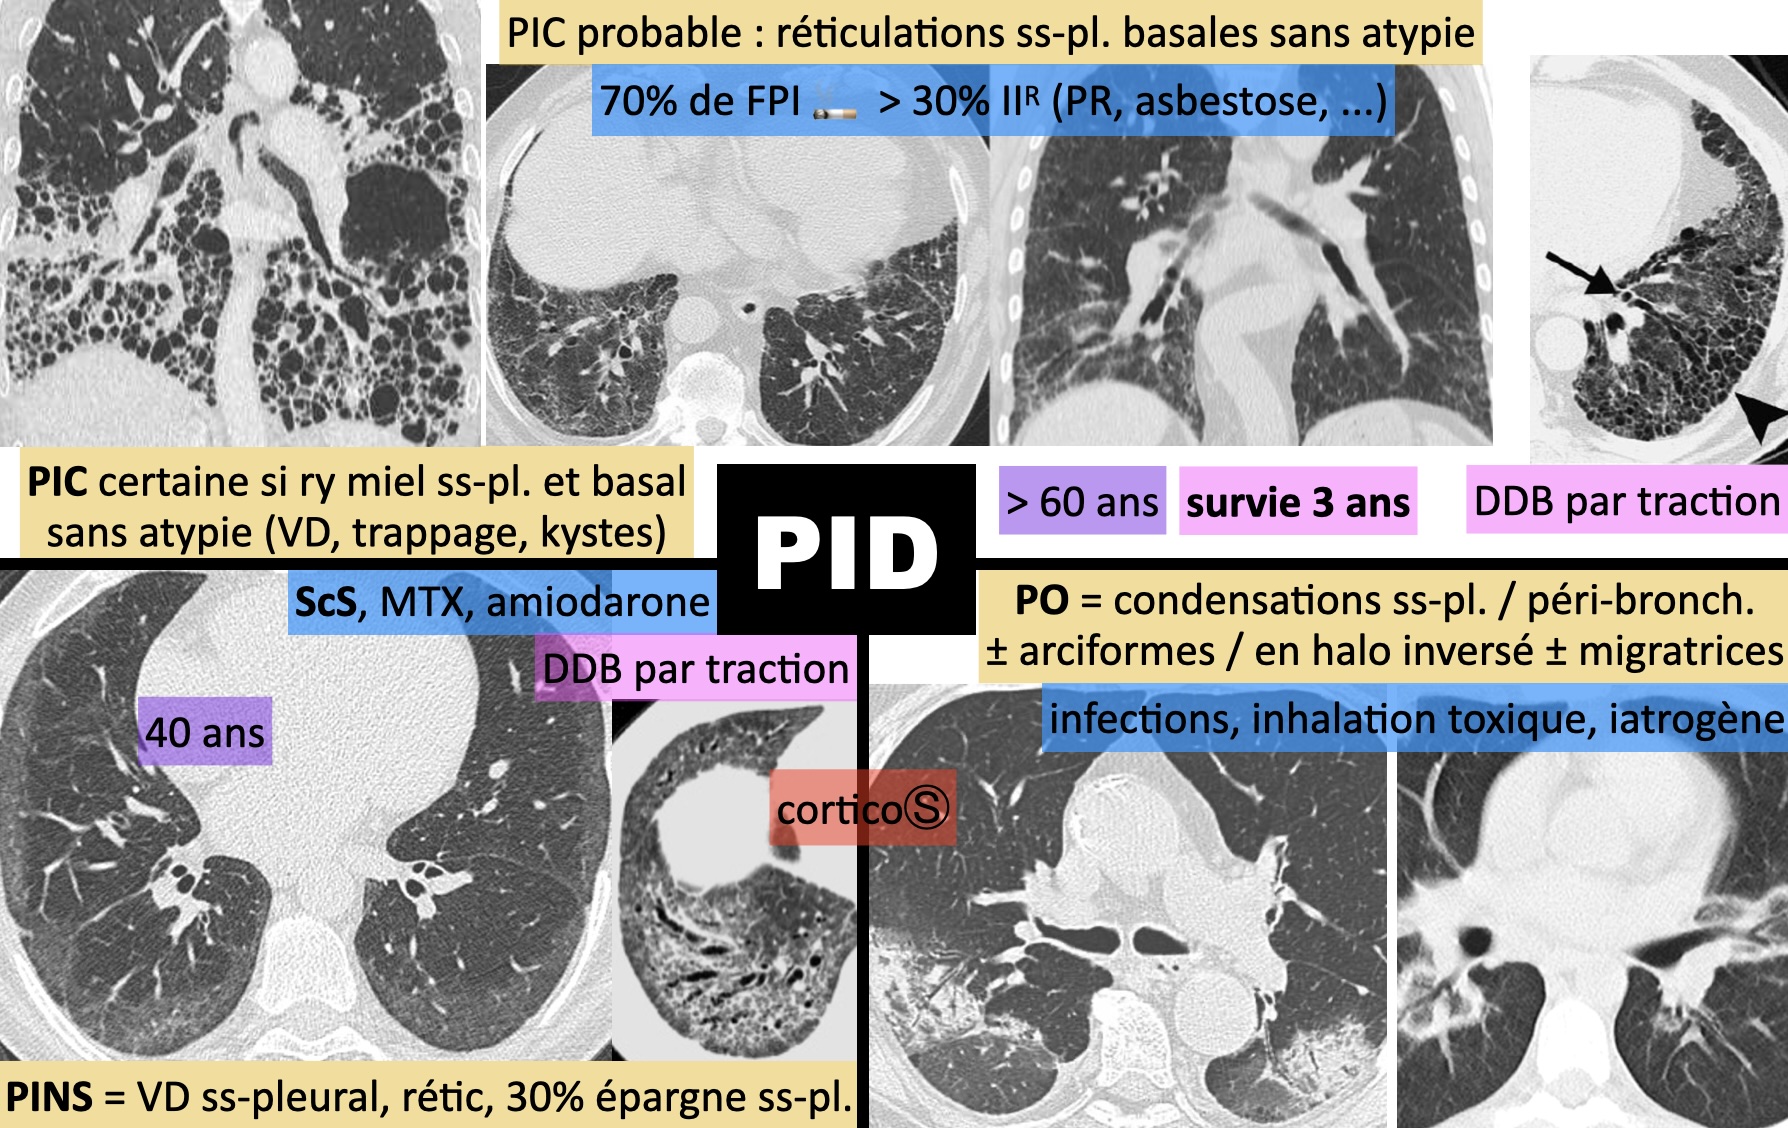 PIC probable : réticulations ss-pl. basales sans atypie
70% de FPI 🚬 > 30% IIᴿ (PR, asbestose, ...)
PIC certaine si ry miel ss-pl. et basal
sans atypie (VD, trappage, kystes)
PID
> 60 ans
survie 3 ans
DDB par traction
ScS, MTX, amiodarone
DDB par traction
40 ans
corticoⓈ
PINS = VD ss-pleural, rétic, 30% épargne ss-pl.
PO = condensations ss-pl. / péri-bronch.
± arciformes / en halo inversé ± migratrices
infections, inhalation toxique, iatrogène